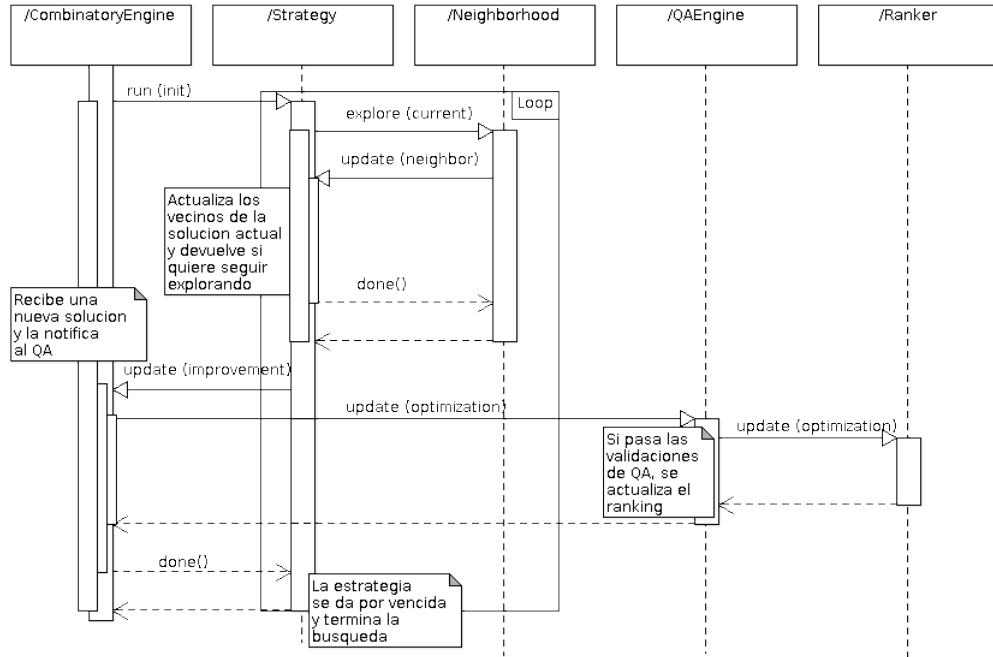 /CombinatoryEngine
/Strategy
/Neighborhood
/QAEngine
/Ranker
run (init)
Loop
explore (current)
update (neighbor)
Actualiza los
vecinos de la
solucion actual
y devuelve si
quiere seguir
explorando
done()
Recibe una
nueva solucion
y la notifica
al QA
update (improvement)
update (optimization)
update (optimization)
Si pasa las
validaciones
de QA, se
actualiza el
ranking
done()
La estrategia
se da por vencida
y termina la
busqueda